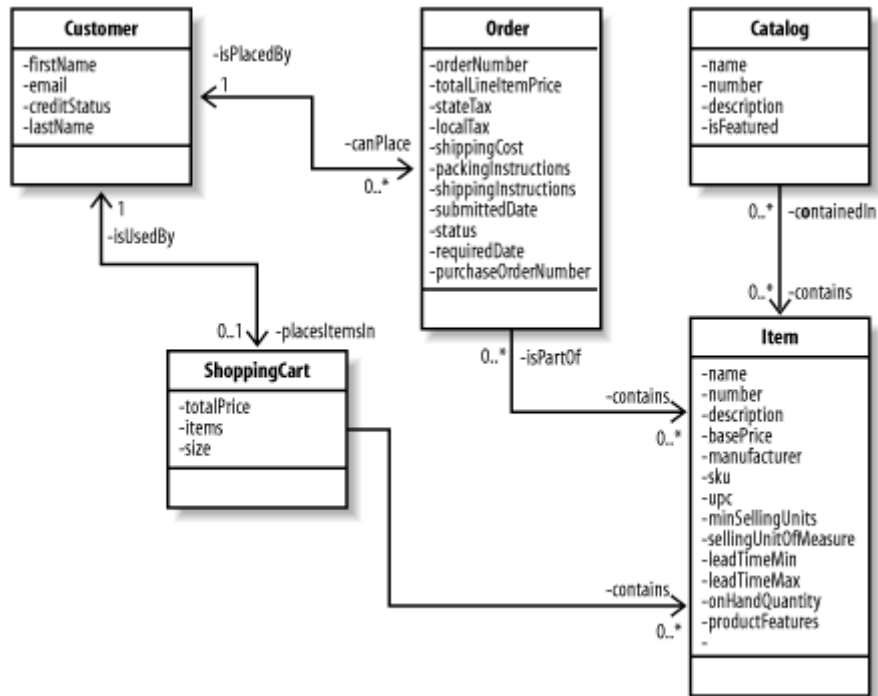 Customer
-firstName
-email
-creditStatus
-lastName
-isPlacedBy
1
-canPlace
0..*
Order
-orderNumber
-totalLineItemPrice
-stateTax
-localTax
-shippingCost
-packingInstructions
-shippingInstructions
-submittedDate
-status
-requiredDate
-purchaseOrderNumber
Catalog
-name
-number
-description
-isFeatured
1
-isUsedBy
0..1 -placesItemsIn
ShoppingCart
-totalPrice
-items
-size
0..* -isPartOf
-contains
0..*
0..* -containedIn
0..* -contains
Item
-name
-number
-description
-basePrice
-manufacturer
-sku
-upc
-minSellingUnits
-sellingUnitOfMeasure
-leadTimeMin
-leadTimeMax
-onHandQuantity
-productFeatures
-
-contains
0..*